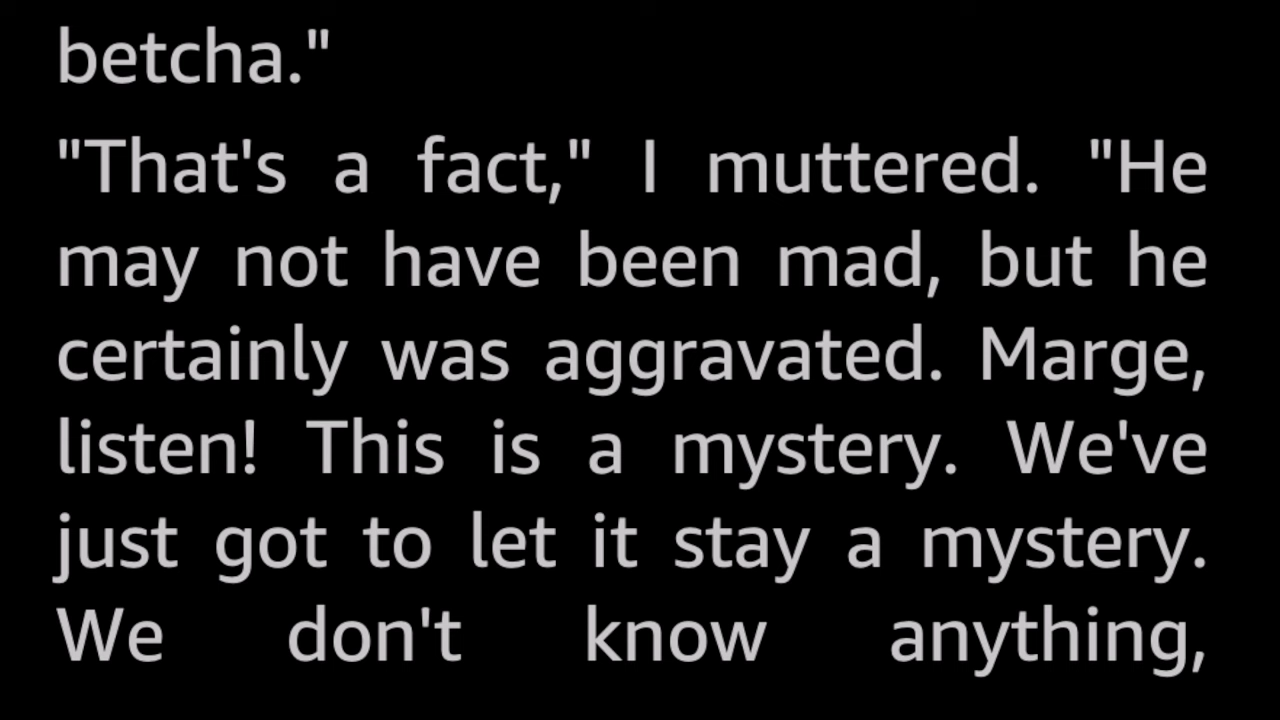 betcha."
"That's a fact," I muttered. "He
may not have been mad, but he
certainly was aggravated. Marge,
listen! This is a mystery. We've
just got to let it stay a mystery.
We don't know anything,